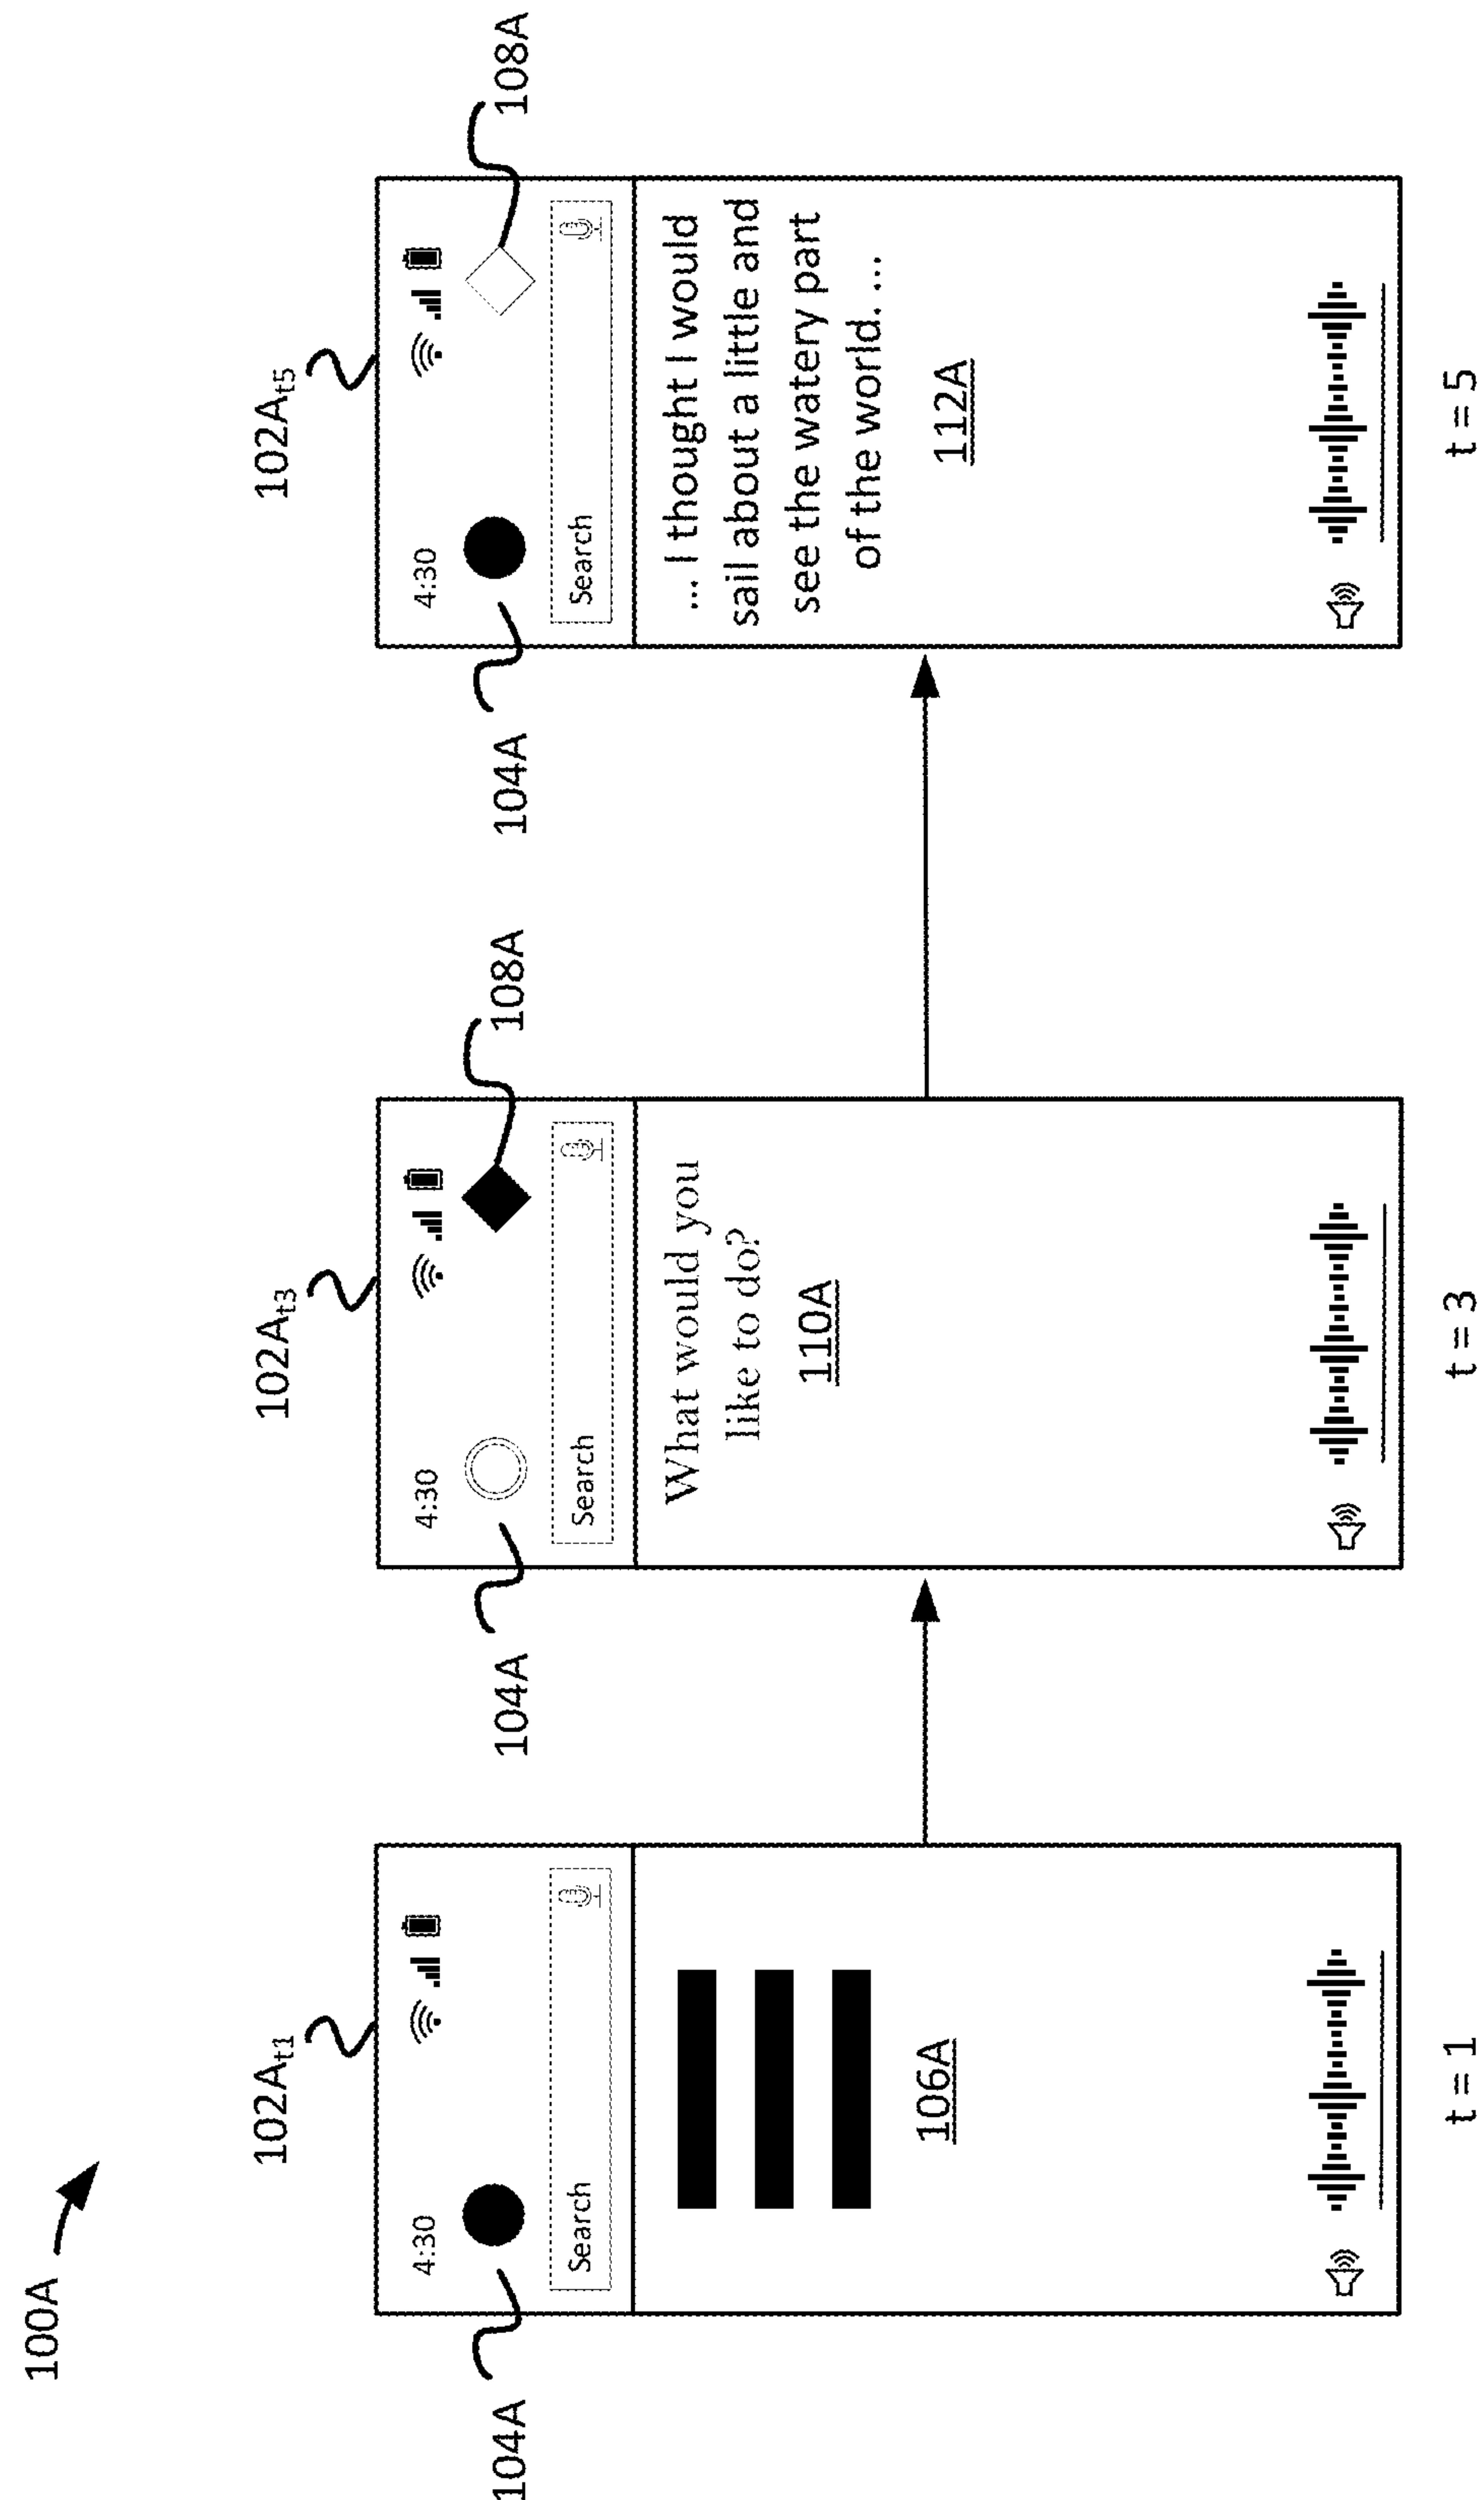 100A
102At1
4:30
104A
Search
106A
t = 1
102At3
4:30
104A
108A
Search
What would you
like to do?
110A
t = 3
102At5
4:30
104A
108A
Search
... I thought I would
sail about a little and
see the watery part
of the world. ...
112A
t = 5